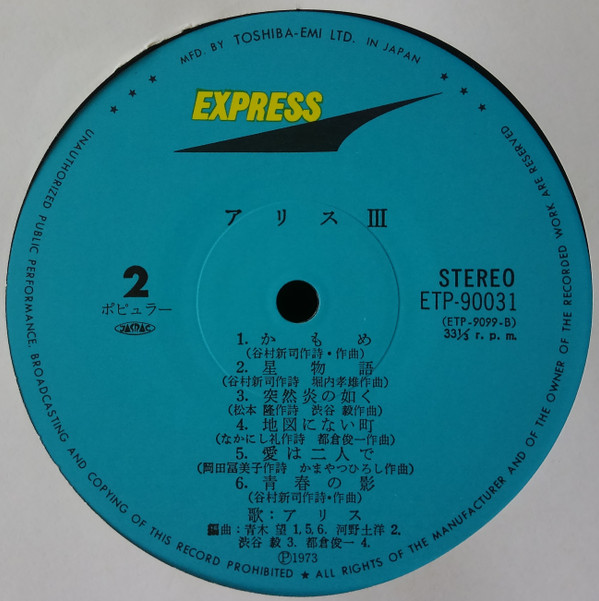 MFD. BY TOSHIBA-EMI LTD. IN JAPAN
EXPRESS
アリスIII
2
ポピュラー
JASRAC
STEREO
ETP-90031
(ETP-9099-B)
33⅓ r.p.m.
1. かもめ
(谷村新司作詩・作曲)
2. 星物語
(谷村新司作詩 堀内孝雄作曲)
3. 突然炎の如く
(松本 隆作詩 渋谷 毅作曲)
4. 地図にない町
(なかにし礼作詩 都倉俊一作曲)
5. 愛は二人で
(岡田冨美子作詩 かまやつひろし作曲)
6. 青春の影
(谷村新司作詩・作曲)
歌:アリス
編曲:青木 望 1,5,6. 河野土洋 2,
渋谷 毅 3. 都倉俊一 4.
Ⓟ1973
UNAUTHORIZED PUBLIC PERFORMANCE, BROADCASTING AND COPYING OF THIS RECORD PROHIBITED ★ ALL RIGHTS OF THE MANUFACTURER AND OF THE OWNER OF THE RECORDED WORK ARE RESERVED